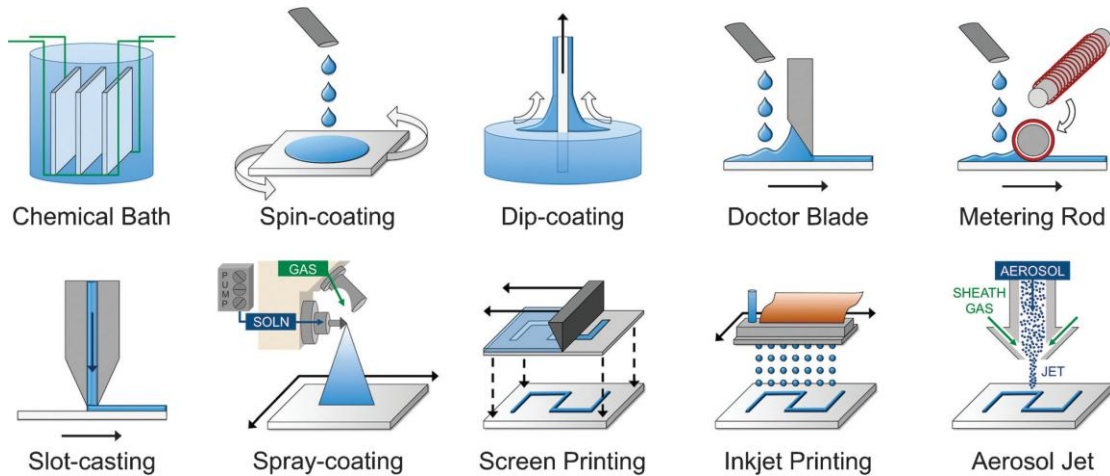 Chemical Bath
Spin-coating
Dip-coating
Doctor Blade
Metering Rod
PUMP
GAS
SOLN
AEROSOL
SHEATH
GAS
JET
Slot-casting
Spray-coating
Screen Printing
Inkjet Printing
Aerosol Jet